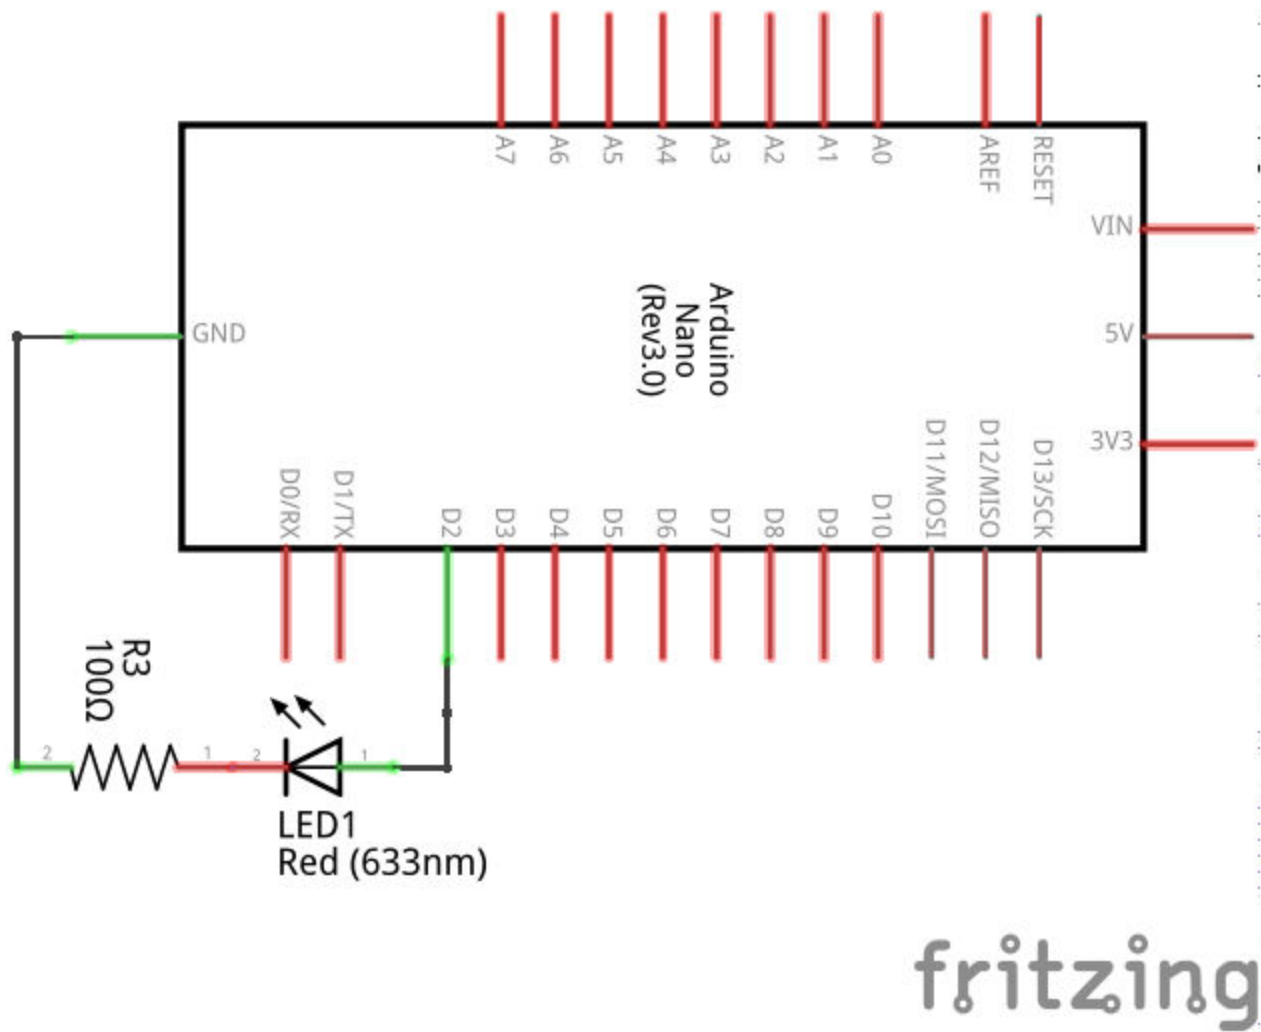 A7
A6
A5
A4
A3
A2
A1
A0
AREF
RESET
VIN
GND
5V
3V3
Arduino
Nano
(Rev3.0)
D0/RX
D1/TX
D2
D3
D4
D5
D6
D7
D8
D9
D10
D11/MOSI
D12/MISO
D13/SCK
R3
100Ω
2
1
2
1
LED1
Red (633nm)
fritzing